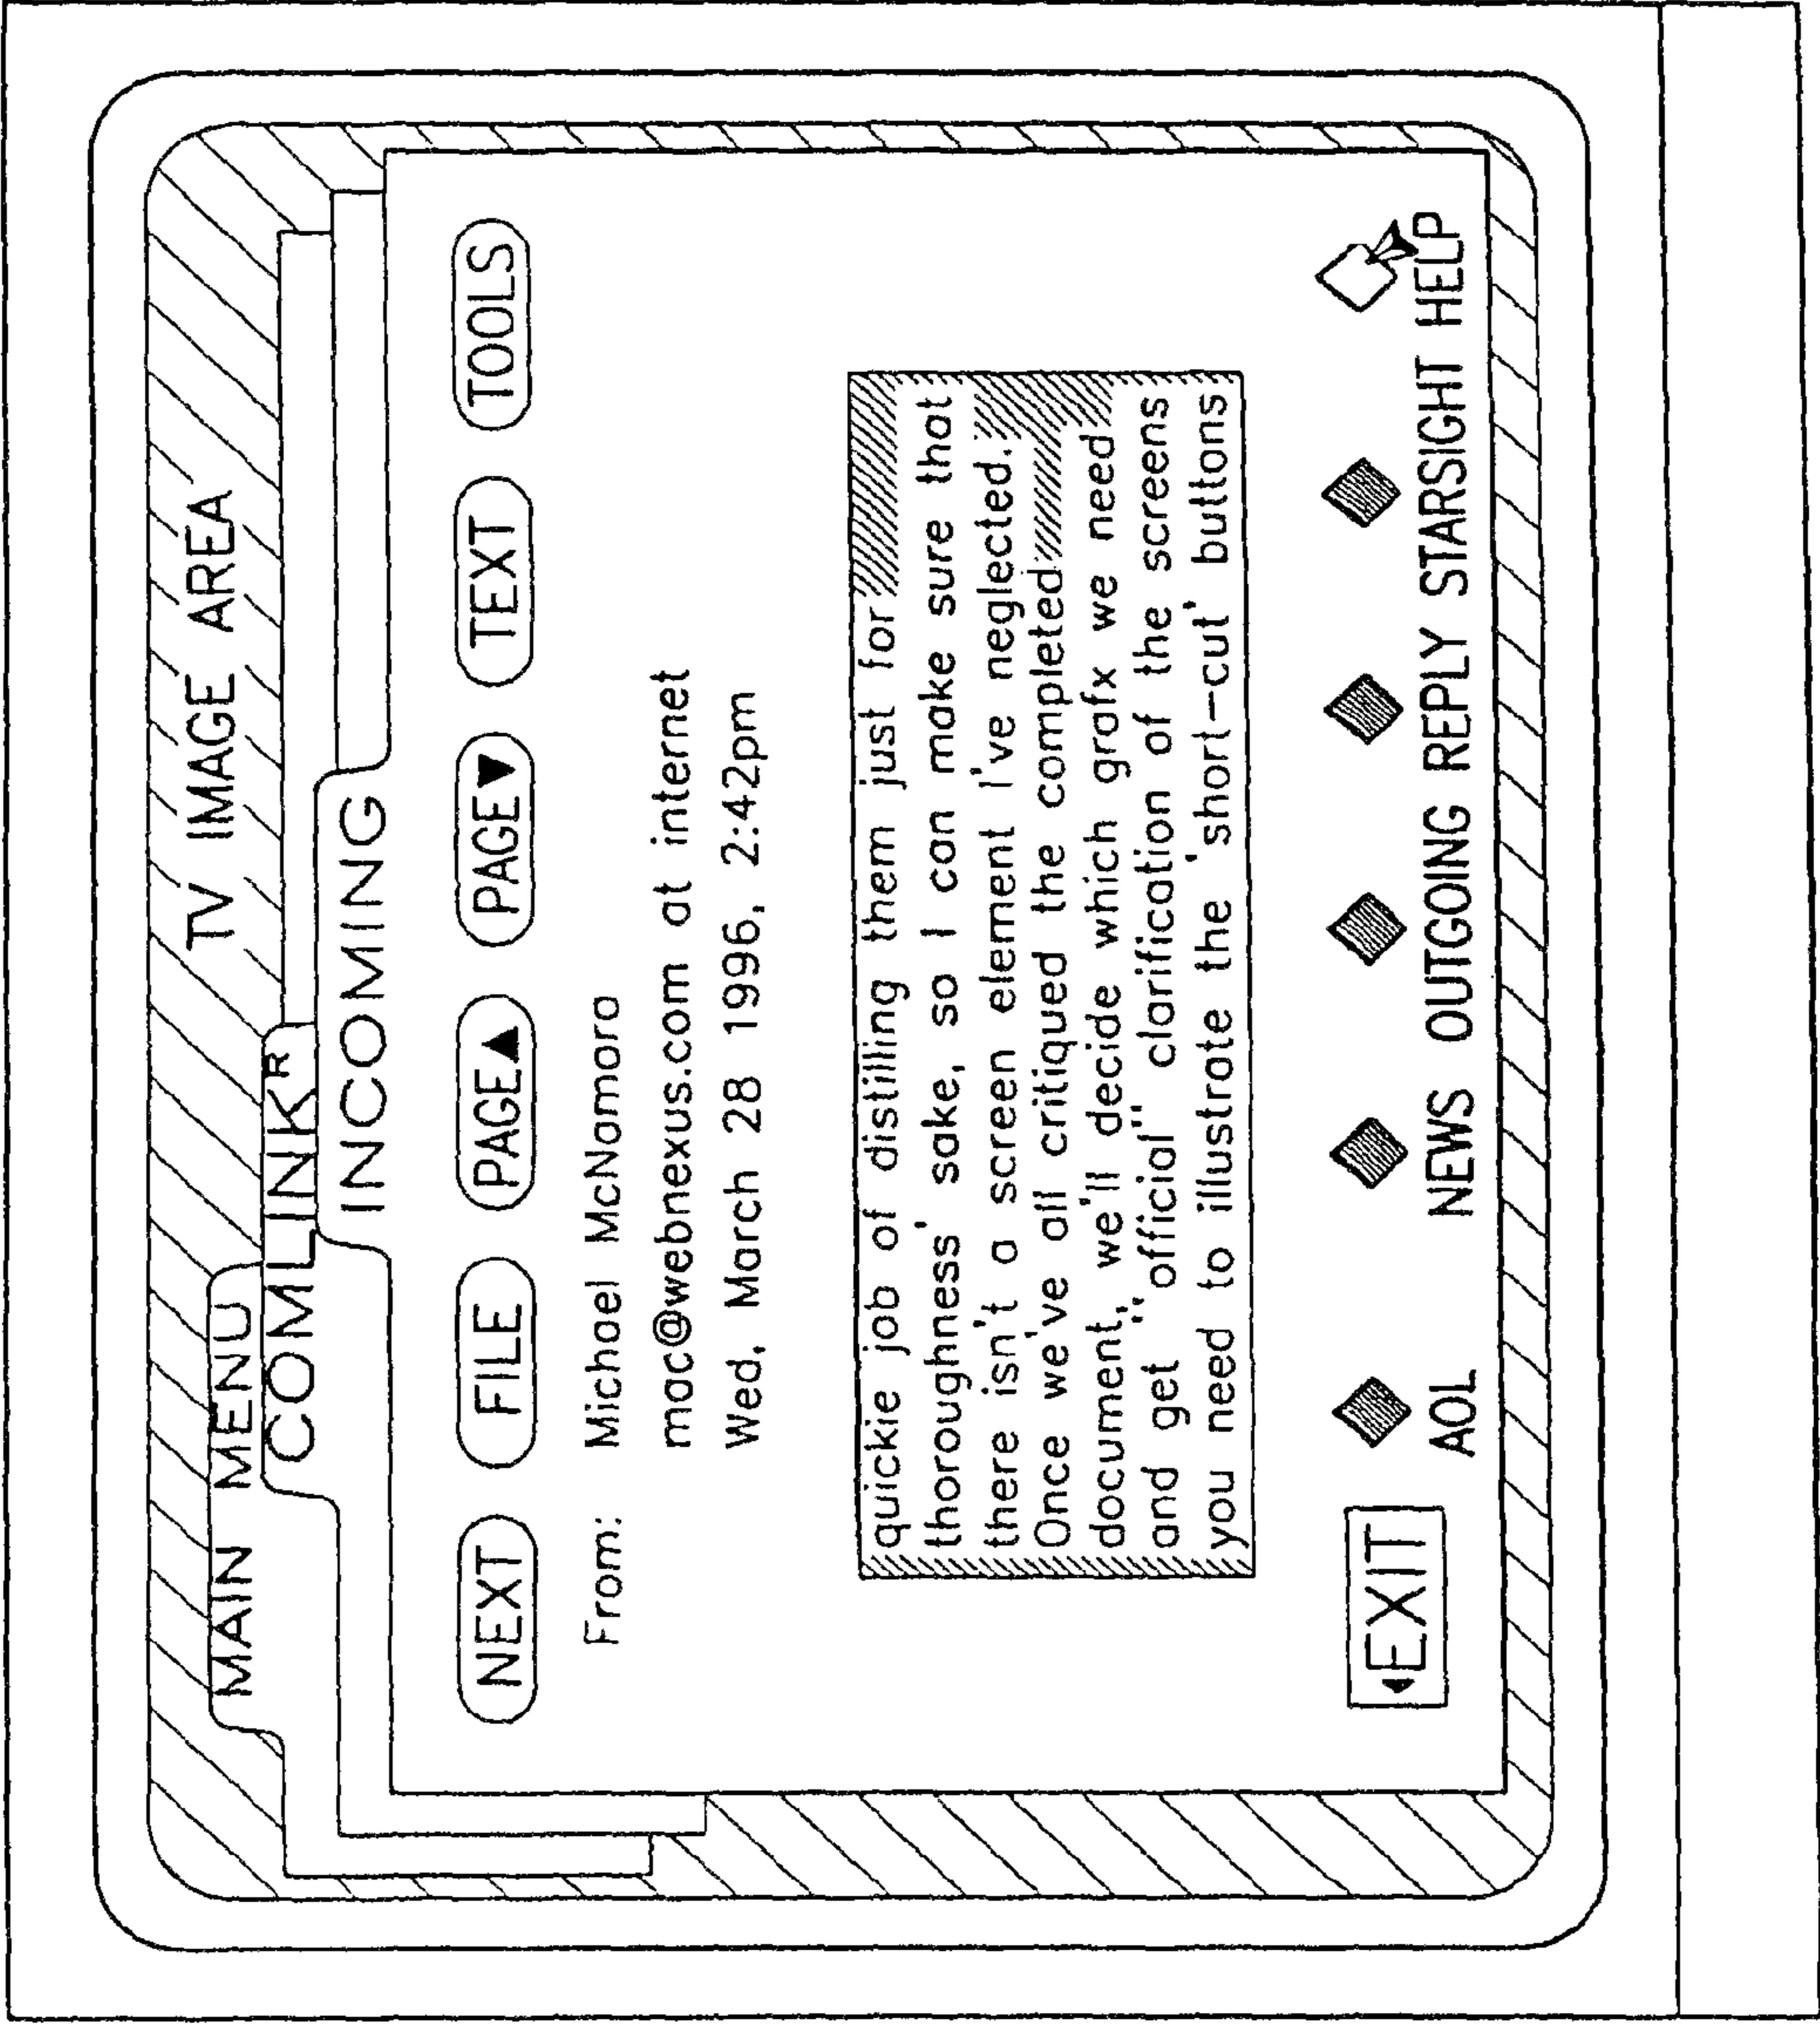 TV IMAGE AREA
MAIN MENU
COMLINK R
INCOMING
NEXT FILE PAGE▲ PAGE▼ TEXT TOOLS
From: Michael McNamara
mac@webnexus.com at internet
Wed, March 28 1996, 2:42pm
quickie job of distilling them just for
thoroughness' sake, so I can make sure that
there isn't a screen element I've neglected.
Once we've all critiqued the completed
document, we'll decide which grafx we need
and get "official" clarification of the screens
you need to illustrate the 'short-cut' buttons
◄EXIT AOL NEWS OUTGOING REPLY STARSIGHT HELP